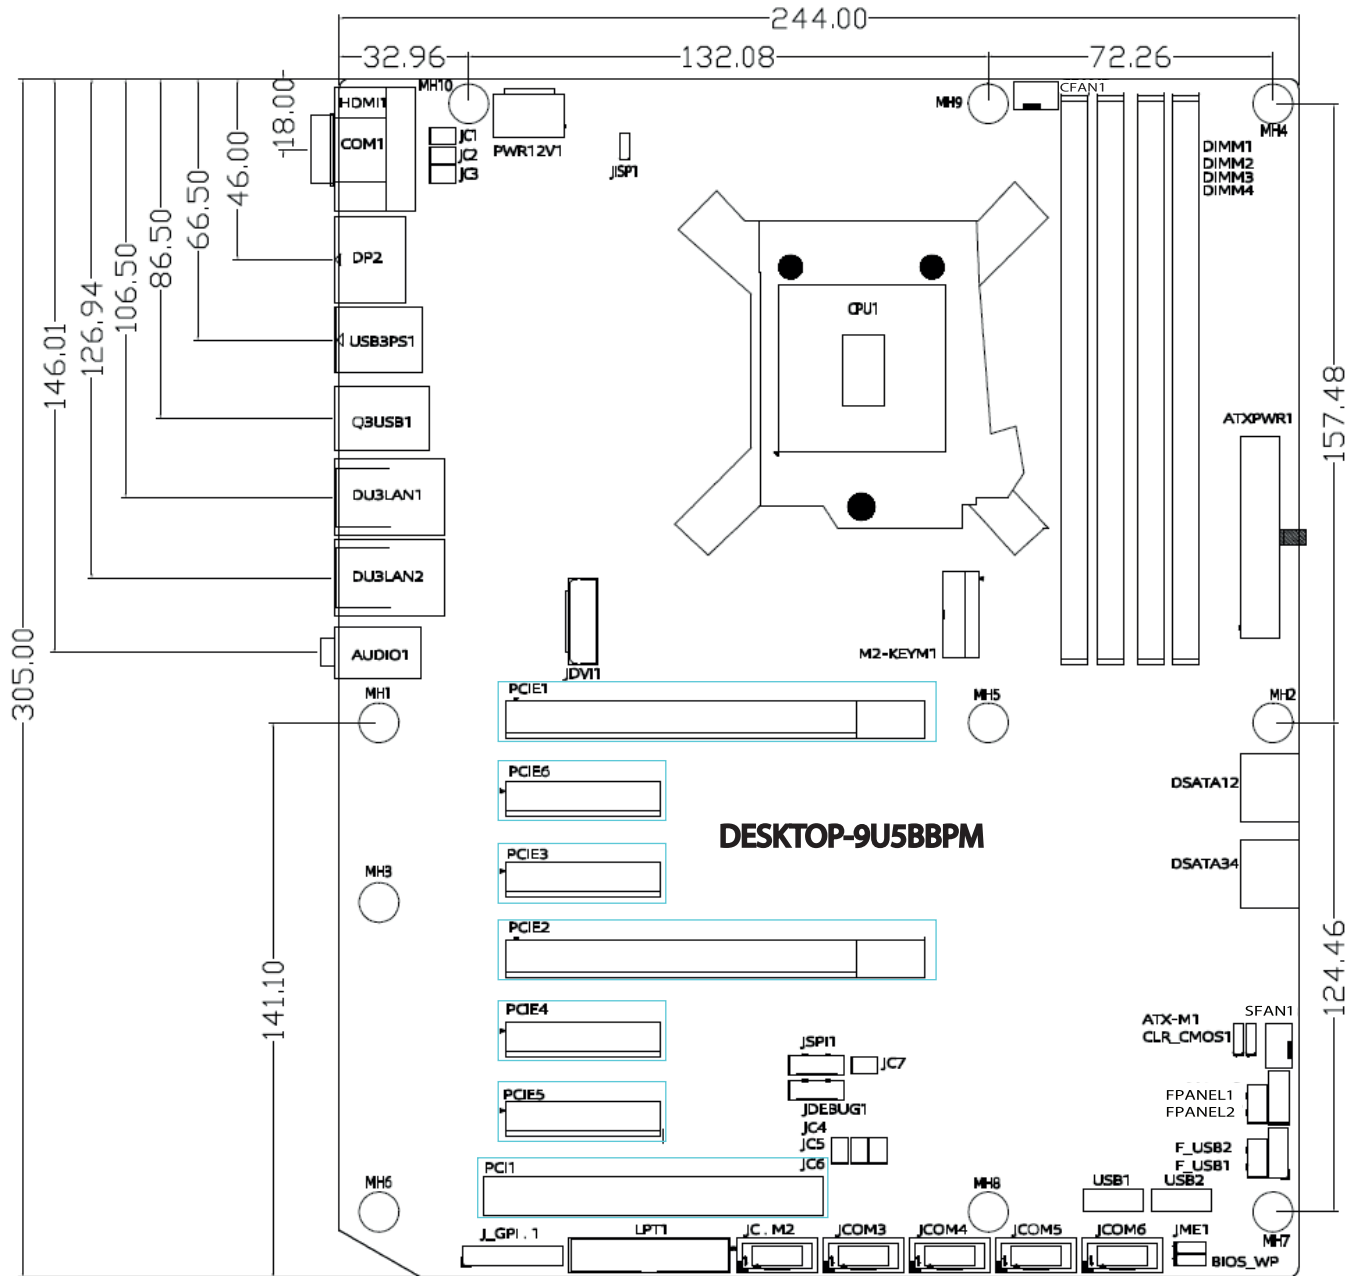 244.00
32.96
132.08
72.26
MH10
HDMI1
COM1
JC1
JC2
JC3
PWR12V1
JISP1
MH9
CFAN1
MH4
DIMM1
DIMM2
DIMM3
DIMM4
18.00
46.00
66.50
86.50
106.50
126.94
146.01
305.00
DP2
USB3PS1
Q3USB1
DU3LAN1
DU3LAN2
AUDIO1
CPU1
ATXPWR1
157.48
M2-KEYM1
JDVI1
MH1
PCIE1
MH5
MH2
PCIE6
DSATA12
DESKTOP-9U5BBPM
PCIE3
DSATA34
MH3
PCIE2
124.46
141.10
PCIE4
ATX-M1
SFAN1
CLR_CMOS1
JSPI1
JC7
PCIE5
JDEBUG1
FPANEL1
FPANEL2
JC4
JC5
JC6
F_USB2
F_USB1
PCI1
MH6
MH8
USB1
USB2
MH7
LPT1
JCOM3
JCOM4
JCOM5
JCOM6
JME1
BIOS_WP